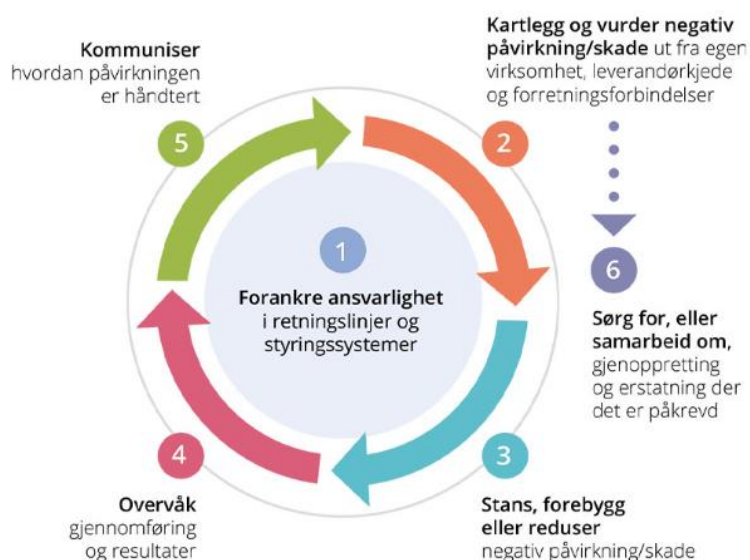 1
Forankre ansvarlighet
i retningslinjer og
styringssystemer
2
Kartlegg og vurder negativ
påvirkning/skade ut fra egen
virksomhet, leverandørkjede
og forretningsforbindelser
3
Stans, forebygg
eller reduser
negativ påvirkning/skade
4
Overvåk
gjennomføring
og resultater
5
Kommuniser
hvordan påvirkningen
er håndtert
6
Sørg for, eller
samarbeid om,
gjenoppretting
og erstatning der
det er påkrevd